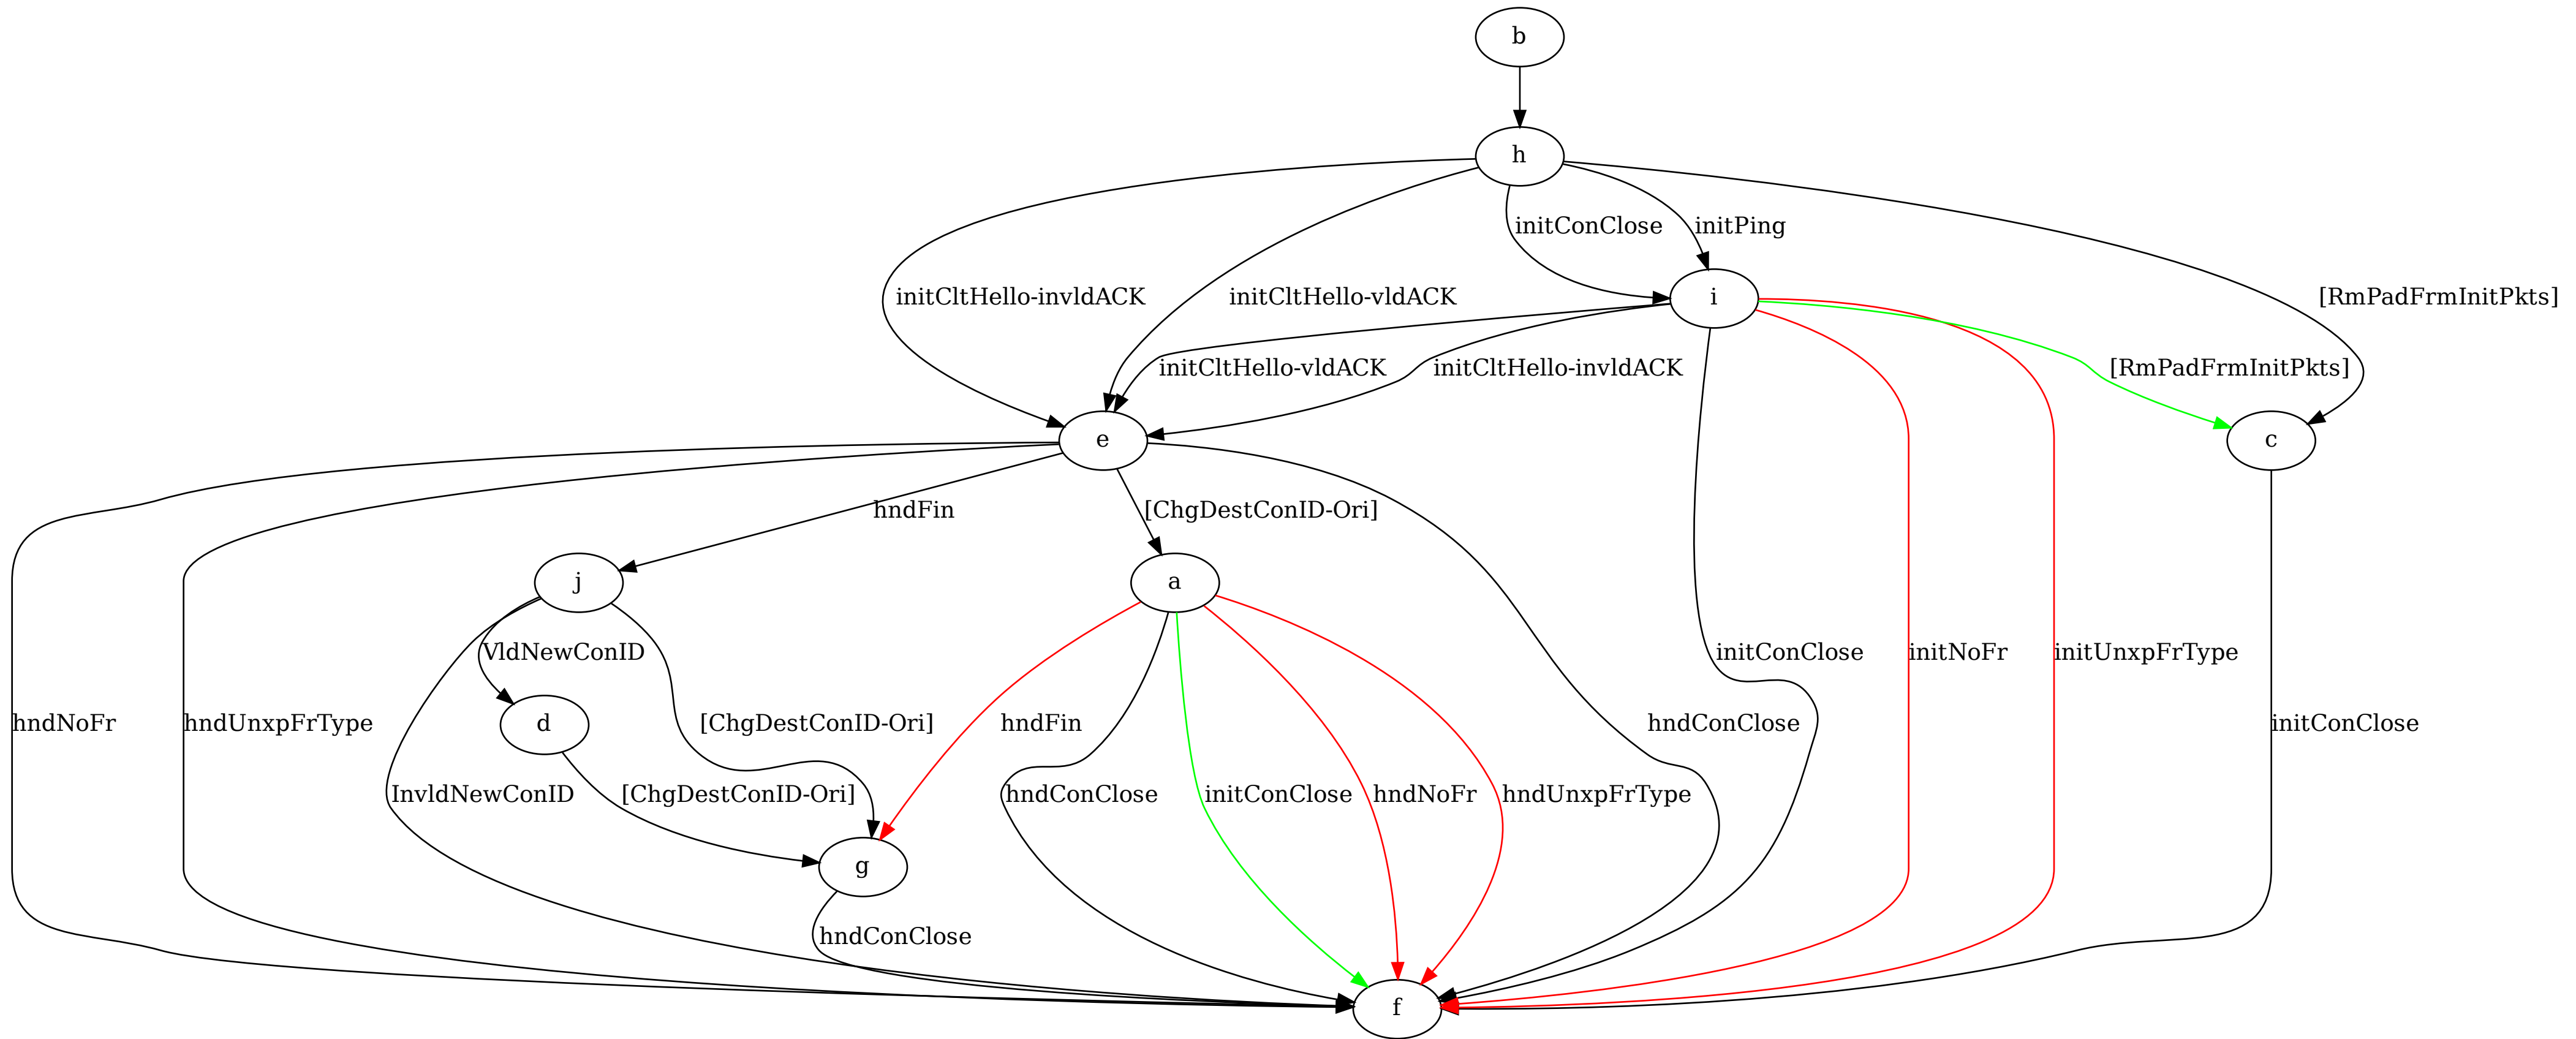 b
h
initConClose
initPing
initCltHello-invldACK
initCltHello-vldACK
i
[RmPadFrmInitPkts]
initCltHello-vldACK
initCltHello-invldACK
[RmPadFrmInitPkts]
e
c
hndFin
[ChgDestConID-Ori]
j
a
VldNewConID
initConClose
initNoFr
initUnxpFrType
hndNoFr
hndUnxpFrType
d
[ChgDestConID-Ori]
hndFin
hndConClose
initConClose
InvldNewConID
[ChgDestConID-Ori]
hndConClose
initConClose
hndNoFr
hndUnxpFrType
g
hndConClose
f